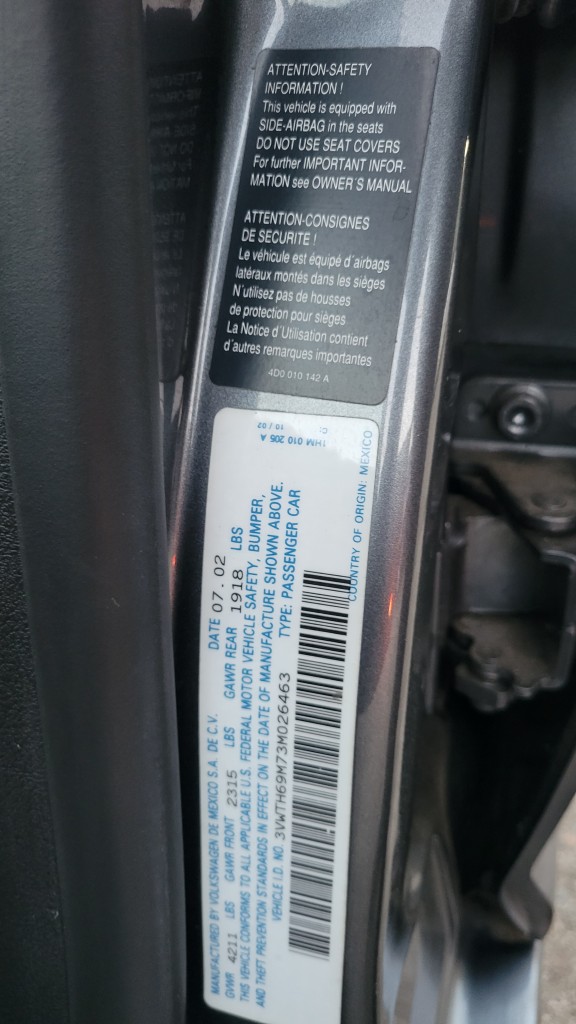 ATTENTION-SAFETY
INFORMATION !
This vehicle is equipped with
SIDE-AIRBAG in the seats
DO NOT USE SEAT COVERS
For further IMPORTANT INFOR-
MATION see OWNER'S MANUAL
ATTENTION-CONSIGNES
DE SECURITE !
Le véhicule est équipé d'airbags
latéraux montés dans les sièges
N'utilisez pas de housses
de protection pour sièges
La Notice d'Utilisation contient
d'autres remarques importantes
4D0 010 142 A
MANUFACTURED BY VOLKSWAGEN DE MEXICO S.A. DE C.V. DATE 07.02
GVWR 4211 LBS GAWR FRONT 2315 LBS GAWR REAR 1918 LBS
THIS VEHICLE CONFORMS TO ALL APPLICABLE U.S. FEDERAL MOTOR VEHICLE SAFETY, BUMPER,
AND THEFT PREVENTION STANDARDS IN EFFECT ON THE DATE OF MANUFACTURE SHOWN ABOVE.
VEHICLE I.D. NO. 3VWTH69M73M026463 TYPE: PASSENGER CAR
COUNTRY OF ORIGIN: MEXICO
1HM 010 205 A
10 / 02